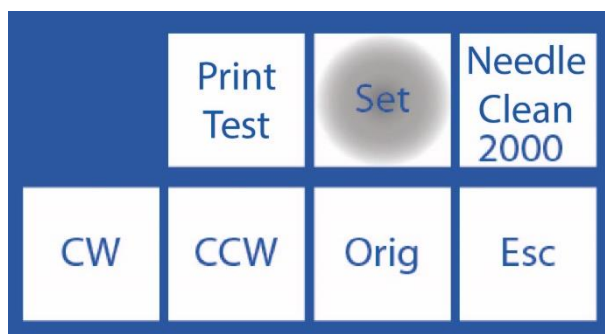 Print
Test
Set
Needle
Clean
2000
CW
CCW
Orig
Esc